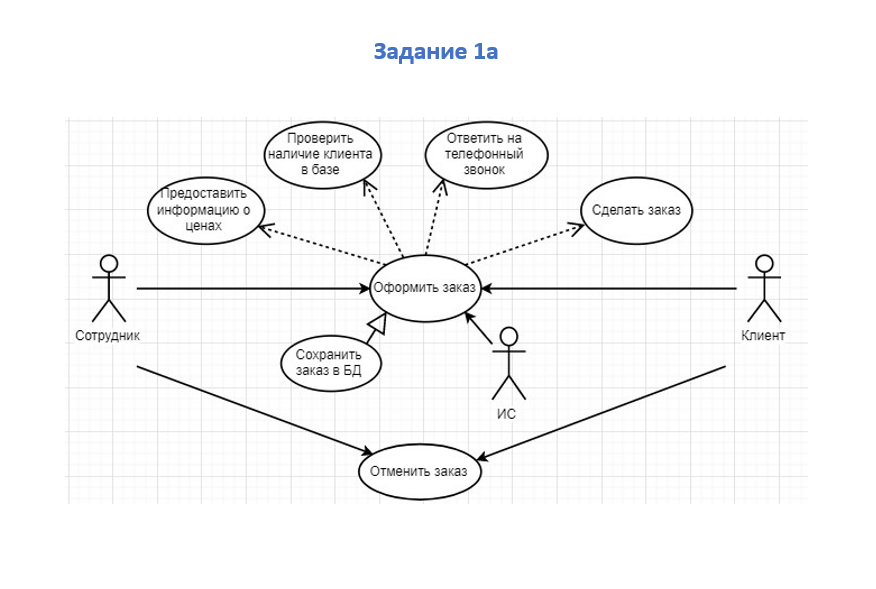 Задание 1а
Проверить
наличие клиента
в базе
Ответить на
телефонный
звонок
Предоставить
информацию о
ценах
Сделать заказ
Оформить заказ
Сотрудник
Клиент
Сохранить
заказ в БД
ИС
Отменить заказ